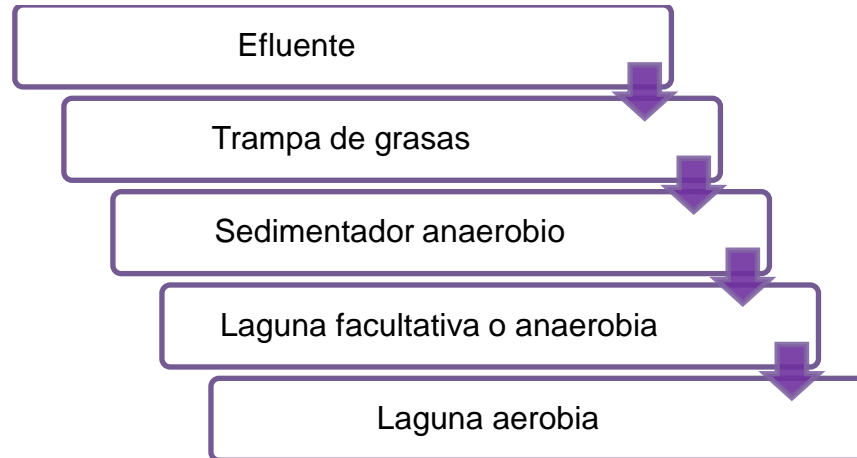 Efluente
Trampa de grasas
Sedimentador anaerobio
Laguna facultativa o anaerobia
Laguna aerobia